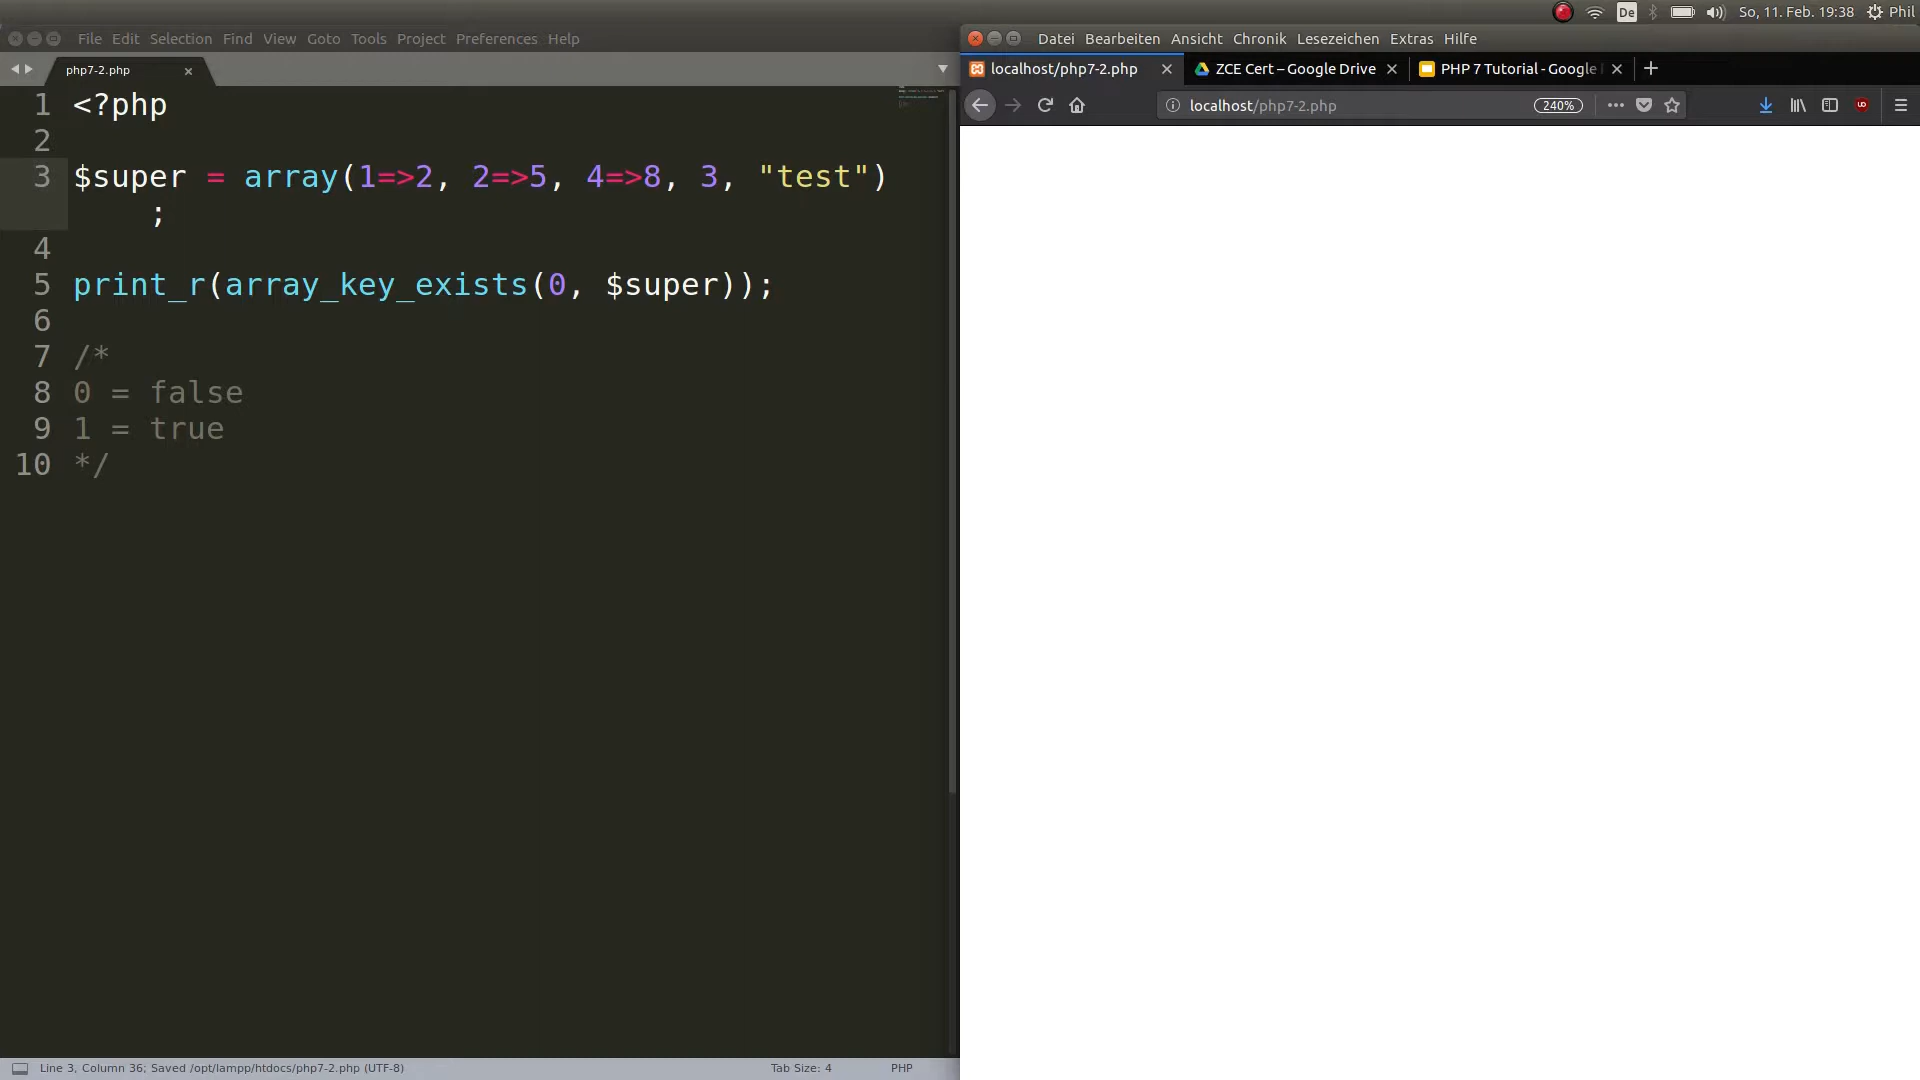 De So, 11. Feb. 19:38 Phil
File Edit Selection Find View Goto Tools Project Preferences Help
php7-2.php
1 <?php
2
3 $super = array(1=>2, 2=>5, 4=>8, 3, "test")
;
4
5 print_r(array_key_exists(0, $super));
6
7 /*
8 0 = false
9 1 = true
10 */
Line 3, Column 36; Saved /opt/lampp/htdocs/php7-2.php (UTF-8) Tab Size: 4 PHP
Datei Bearbeiten Ansicht Chronik Lesezeichen Extras Hilfe
localhost/php7-2.php ZCE Cert – Google Drive PHP 7 Tutorial - Google
localhost/php7-2.php 240%